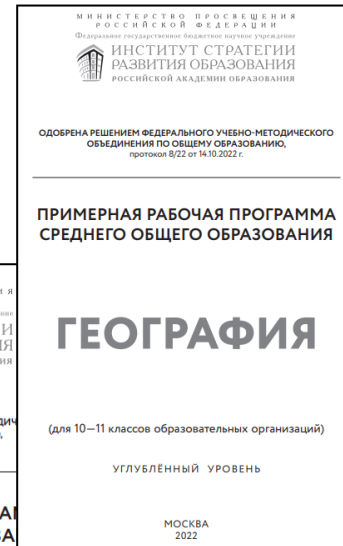 МИНИСТЕРСТВО ПРОСВЕЩЕНИЯ
РОССИЙСКОЙ ФЕДЕРАЦИИ
Федеральное государственное бюджетное научное учреждение
ИНСТИТУТ СТРАТЕГИИ
РАЗВИТИЯ ОБРАЗОВАНИЯ
РОССИЙСКОЙ АКАДЕМИИ ОБРАЗОВАНИЯ
ОДОБРЕНА РЕШЕНИЕМ ФЕДЕРАЛЬНОГО УЧЕБНО-МЕТОДИЧЕСКОГО
ОБЪЕДИНЕНИЯ ПО ОБЩЕМУ ОБРАЗОВАНИЮ,
протокол 8/22 от 14.10.2022 г.
ПРИМЕРНАЯ РАБОЧАЯ ПРОГРАММА
СРЕДНЕГО ОБЩЕГО ОБРАЗОВАНИЯ
ГЕОГРАФИЯ
(для 10—11 классов образовательных организаций)
УГЛУБЛЁННЫЙ УРОВЕНЬ
МОСКВА
2022